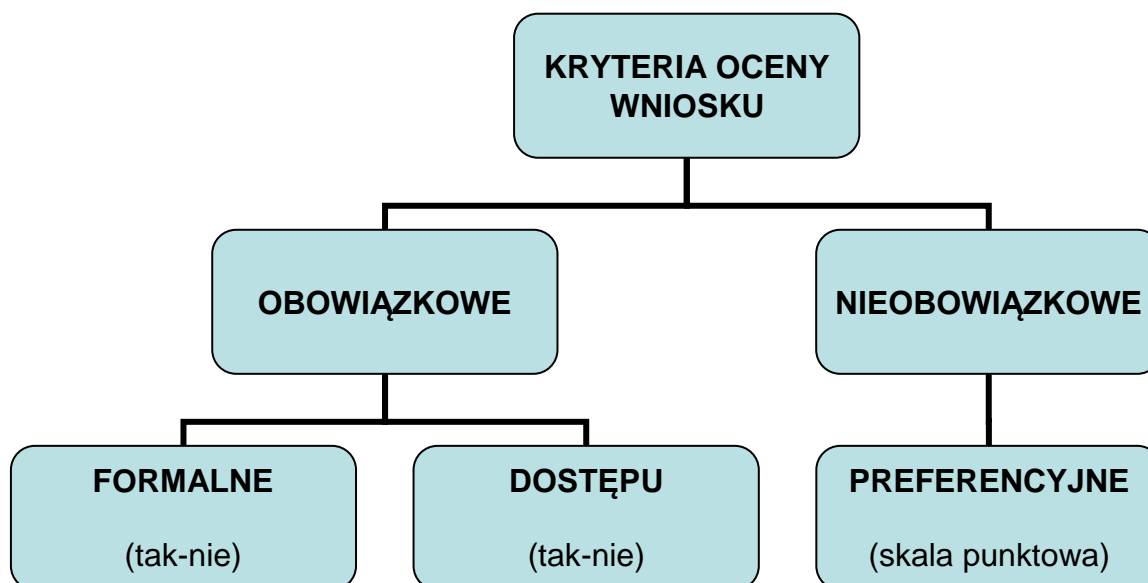 KRYTERIA OCENY
WNIOSKU
OBOWIĄZKOWE
NIEOBOWIĄZKOWE
FORMALNE
(tak-nie)
DOSTĘPU
(tak-nie)
PREFERENCYJNE
(skala punktowa)